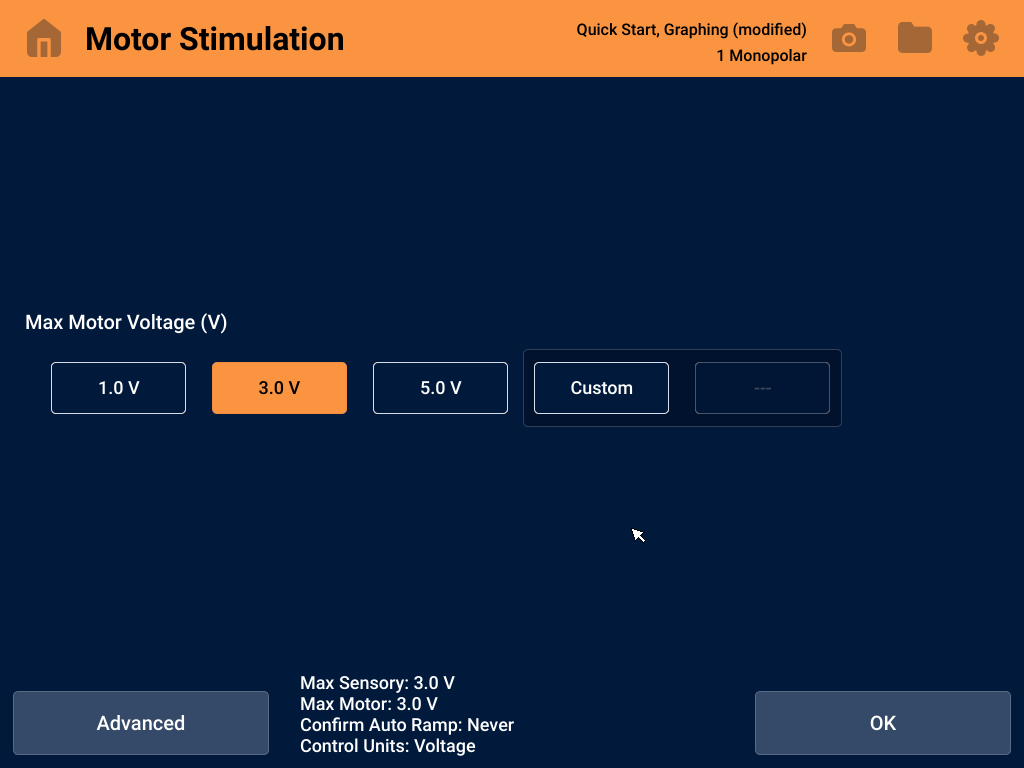 Motor Stimulation
Quick Start, Graphing (modified)
1 Monopolar
Max Motor Voltage (V)
1.0 V
3.0 V
5.0 V
Custom
---
Advanced
Max Sensory: 3.0 V
Max Motor: 3.0 V
Confirm Auto Ramp: Never
Control Units: Voltage
OK